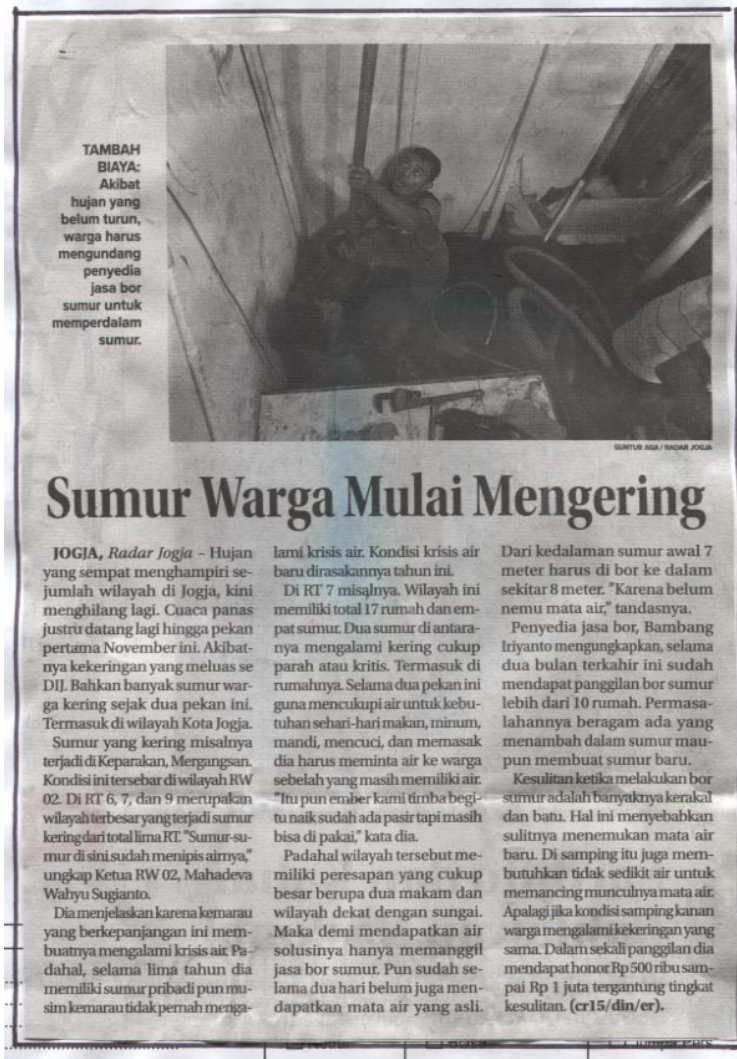 TAMBAH
BIAYA:
Akibat
hujan yang
belum turun,
warga harus
mengundang
penyedia
jasa bor
sumur untuk
memperdalam
sumur.
GUNTUR AGA / RADAR JOGJA
Sumur Warga Mulai Mengering
JOGJA, Radar Jogja – Hujan
yang sempat menghampiri se-
jumlah wilayah di Jogja, kini
menghilang lagi. Cuaca panas
justru datang lagi hingga pekan
pertama November ini. Akibat-
nya kekeringan yang meluas se
DIJ. Bahkan banyak sumur war-
ga kering sejak dua pekan ini.
Termasuk di wilayah Kota Jogja.
Sumur yang kering misalnya
terjadi di Keparakan, Mergangsan.
Kondisi ini tersebar di wilayah RW
02. Di RT 6, 7, dan 9 merupakan
wilayah terbesar yang terjadi sumur
kering dari total lima RT. "Sumur-su-
mur di sini sudah menipis airnya,"
ungkap Ketua RW 02, Mahadeva
Wahyu Sugianto.
Dia menjelaskan karena kemarau
yang berkepanjangan ini mem-
buatnya mengalami krisis air. Pa-
dahal, selama lima tahun dia
memiliki sumur pribadi pun mu-
sim kemarau tidak pernah menga-
lami krisis air. Kondisi krisis air
baru dirasakannya tahun ini.
Di RT 7 misalnya. Wilayah ini
memiliki total 17 rumah dan em-
pat sumur. Dua sumur di antara-
nya mengalami kering cukup
parah atau kritis. Termasuk di
rumahnya. Selama dua pekan ini
guna mencukupi air untuk kebu-
tuhan sehari-hari makan, minum,
mandi, mencuci, dan memasak
dia harus meminta air ke warga
sebelah yang masih memiliki air.
"Itu pun ember kami timba begi-
tu naik sudah ada pasir tapi masih
bisa di pakai," kata dia.
Padahal wilayah tersebut me-
miliki peresapan yang cukup
besar berupa dua makam dan
wilayah dekat dengan sungai.
Maka demi mendapatkan air
solusinya hanya memanggil
jasa bor sumur. Pun sudah se-
lama dua hari belum juga men-
dapatkan mata air yang asli.
Dari kedalaman sumur awal 7
meter harus di bor ke dalam
sekitar 8 meter. "Karena belum
nemu mata air," tandasnya.
Penyedia jasa bor, Bambang
Iriyanto mengungkapkan, selama
dua bulan terkahir ini sudah
mendapat panggilan bor sumur
lebih dari 10 rumah. Permasa-
lahannya beragam ada yang
menambah dalam sumur mau-
pun membuat sumur baru.
Kesulitan ketika melakukan bor
sumur adalah banyaknya kerakal
dan batu. Hal ini menyebabkan
sulitnya menemukan mata air
baru. Di samping itu juga mem-
butuhkan tidak sedikit air untuk
memancing munculnya mata air.
Apalagi jika kondisi samping kanan
warga mengalami kekeringan yang
sama. Dalam sekali panggilan dia
mendapat honor Rp 500 ribu sam-
pai Rp 1 juta tergantung tingkat
kesulitan. (cr15/din/er).